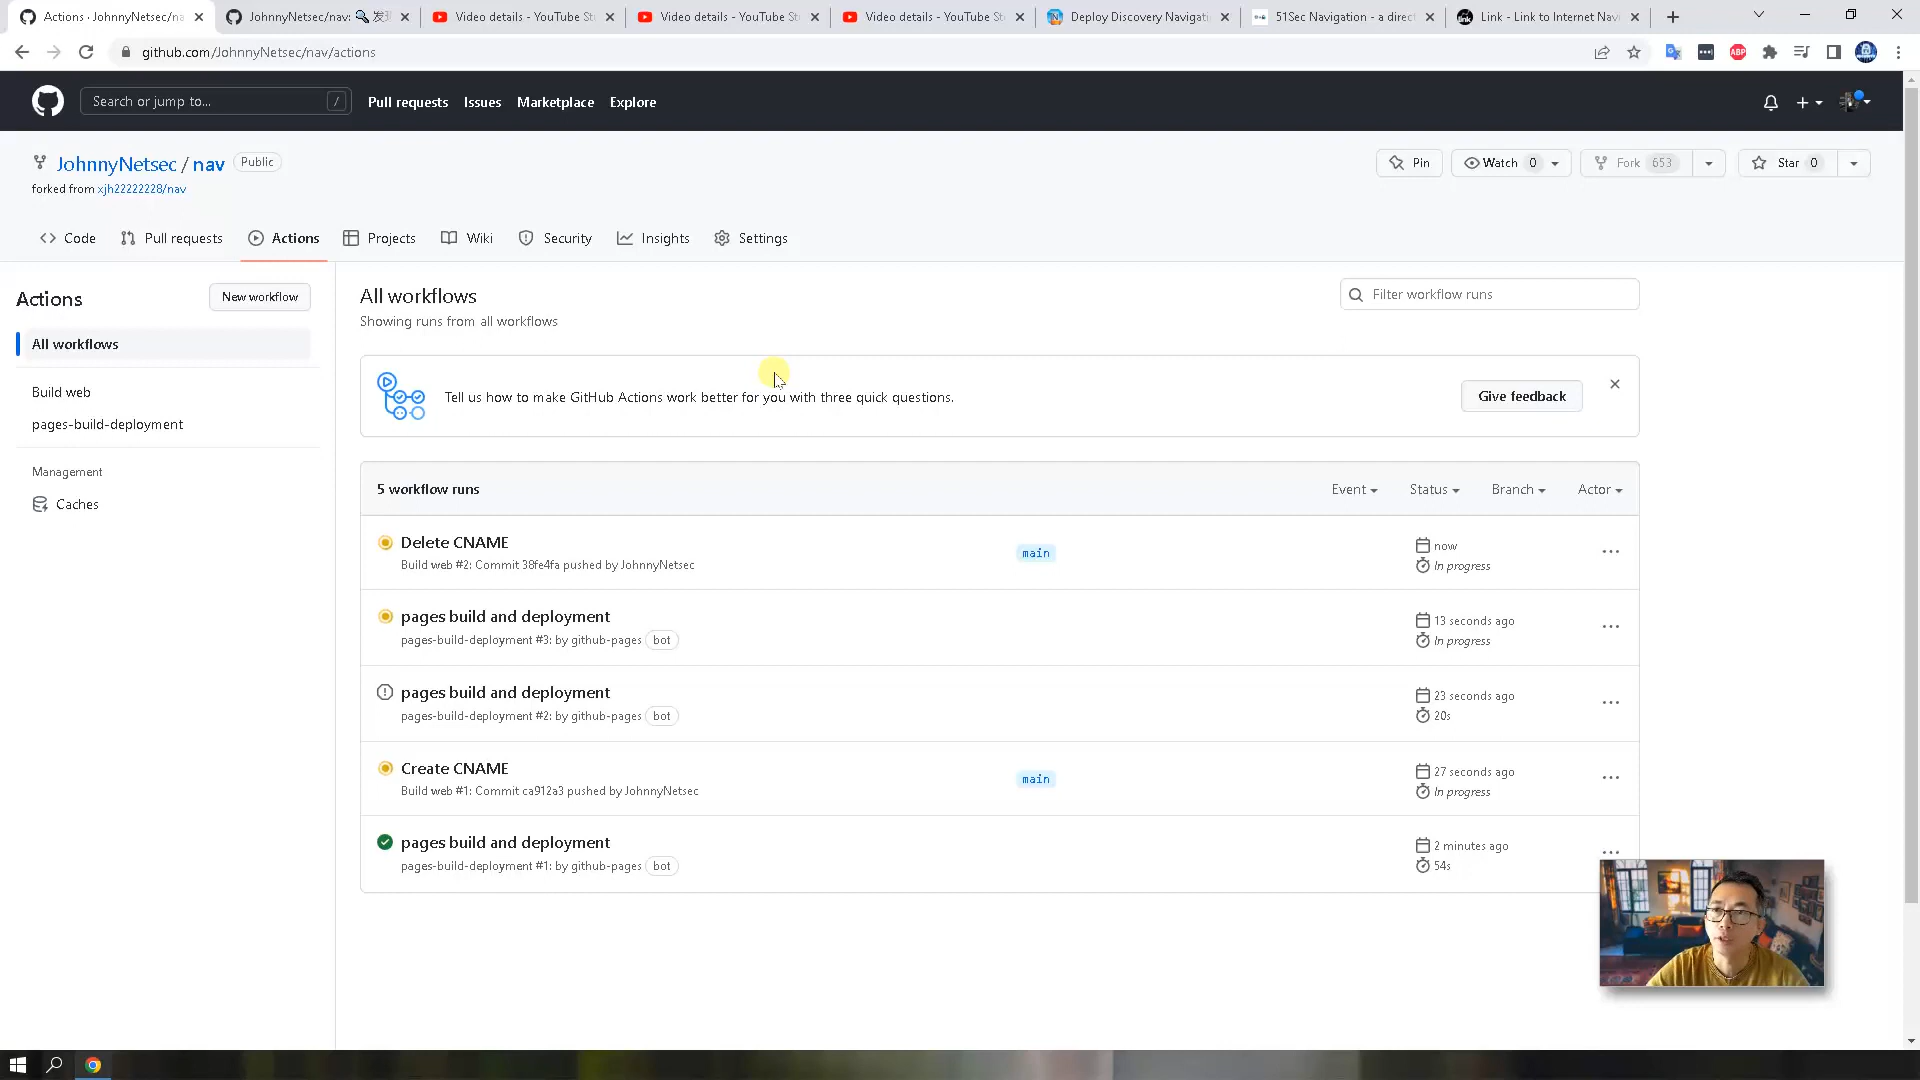 Actions · JohnnyNetsec/na
JohnnyNetsec/nav: 🔍 发现
Video details - YouTube St
Video details - YouTube St
Video details - YouTube St
Deploy Discovery Navigati
51Sec Navigation - a direct
Link - Link to Internet Navi
github.com/JohnnyNetsec/nav/actions
ABP
Search or jump to...
/
Pull requests
Issues
Marketplace
Explore
JohnnyNetsec / nav
Public
Pin
Watch 0
Fork 653
Star 0
forked from xjh22222228/nav
Code
Pull requests
Actions
Projects
Wiki
Security
Insights
Settings
Actions
New workflow
All workflows
Build web
pages-build-deployment
Management
Caches
All workflows
Showing runs from all workflows
Filter workflow runs
Tell us how to make GitHub Actions work better for you with three quick questions.
Give feedback
5 workflow runs
Event
Status
Branch
Actor
Delete CNAME
Build web #2: Commit 38fe4fa pushed by JohnnyNetsec
main
now
In progress
pages build and deployment
pages-build-deployment #3: by github-pages bot
13 seconds ago
In progress
pages build and deployment
pages-build-deployment #2: by github-pages bot
23 seconds ago
20s
Create CNAME
Build web #1: Commit ca912a3 pushed by JohnnyNetsec
main
27 seconds ago
In progress
pages build and deployment
pages-build-deployment #1: by github-pages bot
2 minutes ago
54s